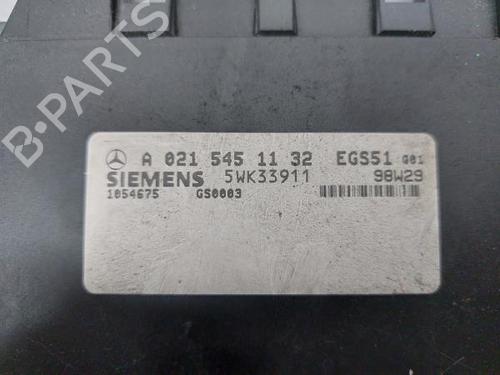 A 021 545 11 32 EGS51 G01
SIEMENS 5WK33911 98W29
1054675 GS0003
B-PARTS